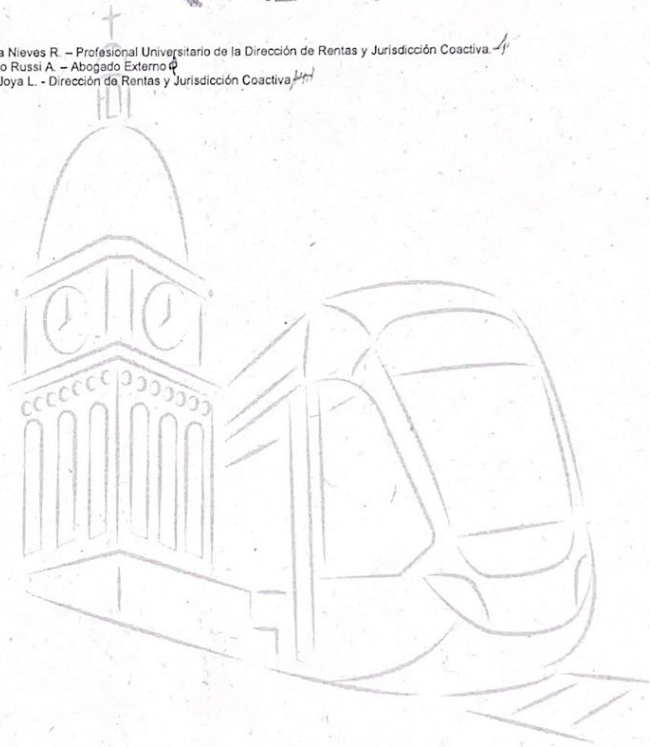 a Nieves R. – Profesional Universitario de la Dirección de Rentas y Jurisdicción Coactiva.
o Russi A. – Abogado Externo
Joya L. - Dirección de Rentas y Jurisdicción Coactiva